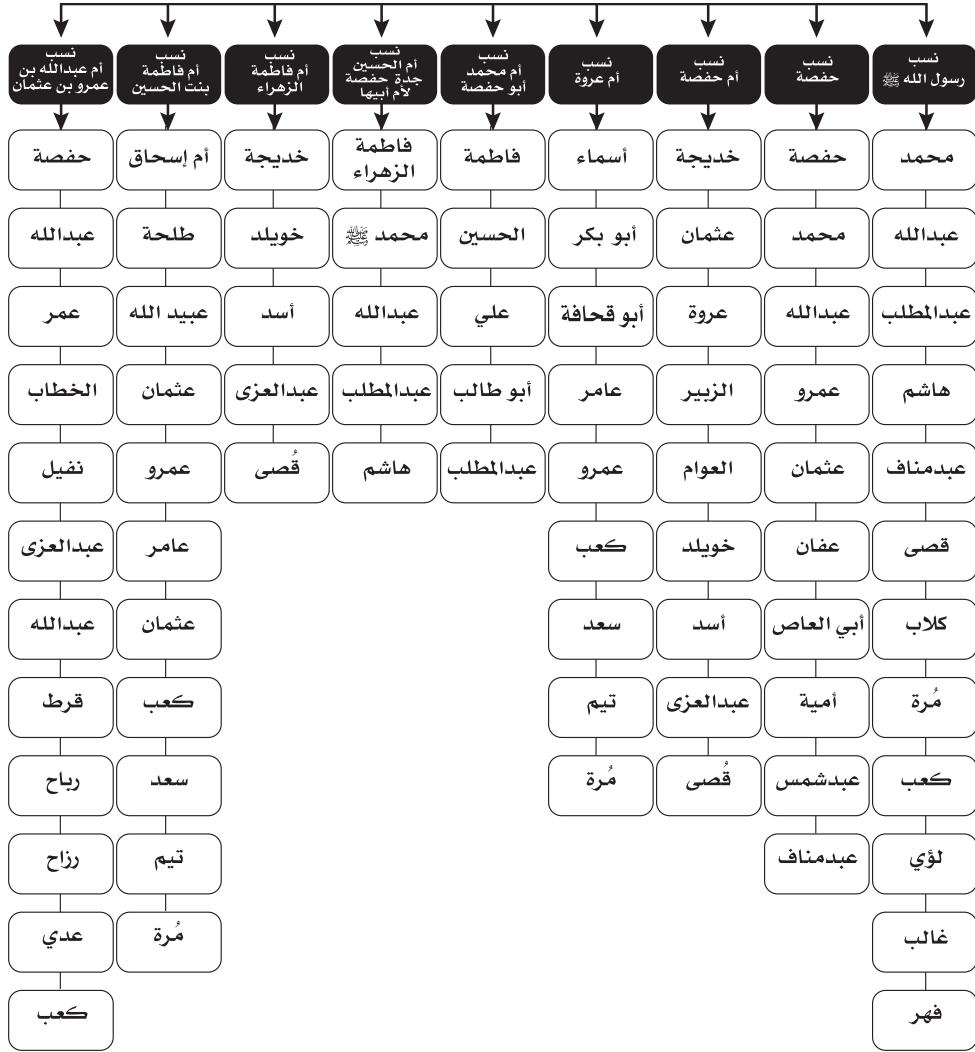 نسب
رسول الله ﷺ
محمد
عبدالله
عبدالمطلب
هاشم
عبدمناف
قصى
كلاب
مُرة
كعب
لؤي
غالب
فهر
نسب
حفصة
حفصة
محمد
عبدالله
عمرو
عثمان
عفان
أبي العاص
أمية
عبدشمس
عبدمناف
نسب
أم حفصة
خديجة
عثمان
عروة
الزبير
العوام
خويلد
أسد
عبدالعزى
قُصى
نسب
أم عروة
أسماء
أبو بكر
أبو قحافة
عامر
عمرو
كعب
سعد
تيم
مُرة
نسب
أم محمد
أبو حفصة
فاطمة
الحسين
علي
أبو طالب
عبدالمطلب
نسب
أم الحسين
جدة حفصة
لأم أبيها
فاطمة
الزهراء
محمد ﷺ
عبدالله
عبدالمطلب
هاشم
نسب
أم فاطمة
الزهراء
خديجة
خويلد
أسد
عبدالعزى
قُصى
نسب
أم فاطمة
بنت الحسين
أم إسحاق
طلحة
عبيد الله
عثمان
عمرو
عامر
عثمان
كعب
سعد
تيم
مُرة
نسب
أم عبدالله بن
عمرو بن عثمان
حفصة
عبدالله
عمر
الخطاب
نفيل
عبدالعزى
عبدالله
قرط
رياح
رزاح
عدي
كعب